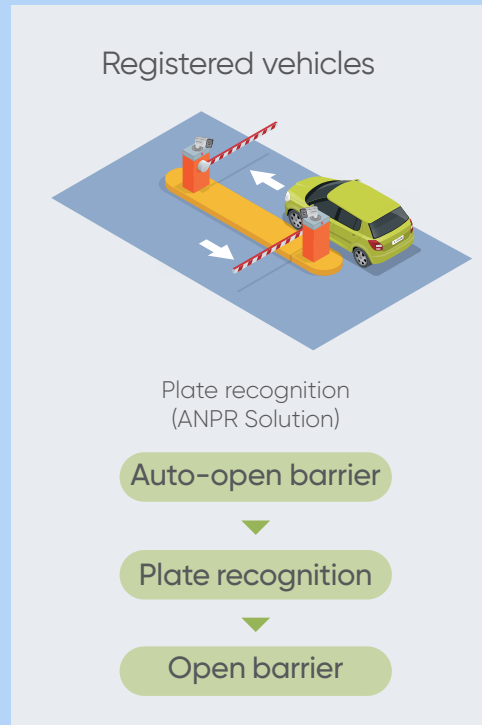 Registered vehicles
Plate recognition
(ANPR Solution)
Auto-open barrier
Plate recognition
Open barrier